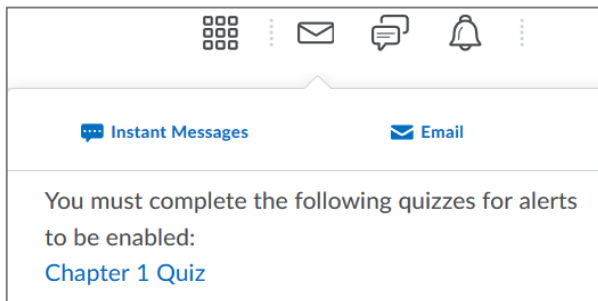 Instant Messages Email
You must complete the following quizzes for alerts
to be enabled:
Chapter 1 Quiz